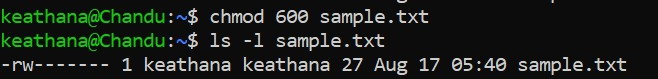 keathana@Chandu:~$ chmod 600 sample.txt
keathana@Chandu:~$ ls -l sample.txt
-rw------- 1 keathana keathana 27 Aug 17 05:40 sample.txt